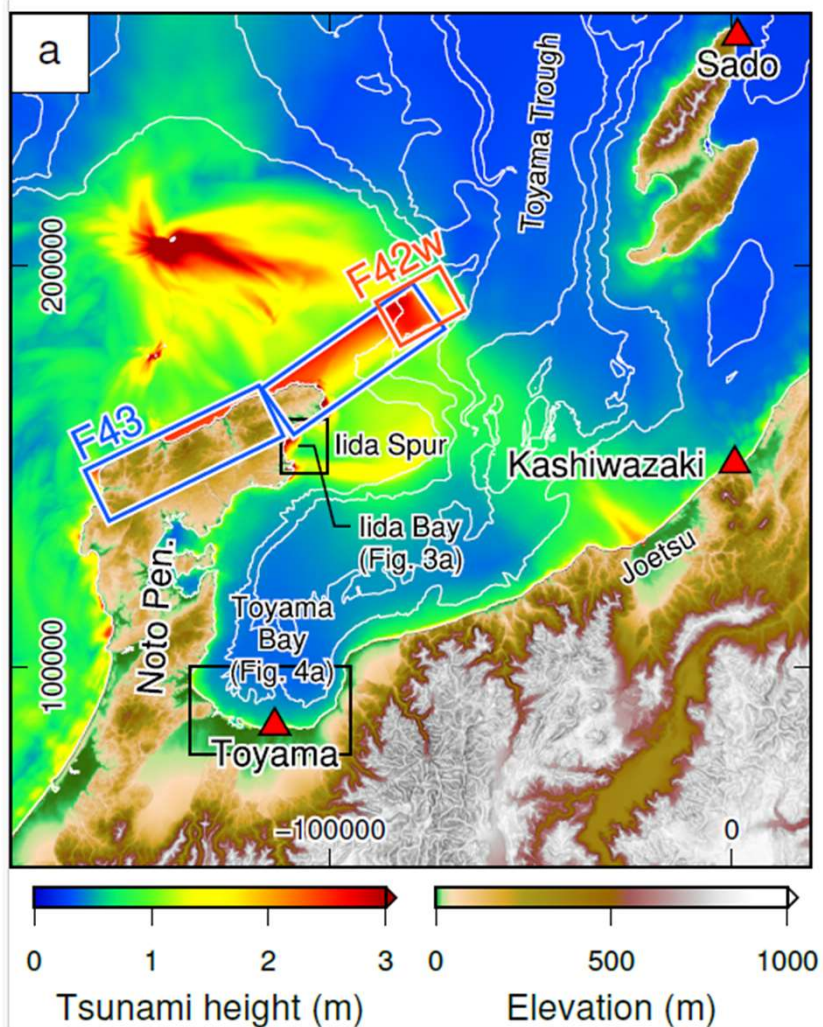 a
Toyama Trough
Sado
200000
F42w
F43
Iida Spur
Kashiwazaki
Iida Bay
(Fig. 3a)
Joetsu
Noto Pen.
Toyama
Bay
(Fig. 4a)
100000
Toyama
−100000
0
0
1
2
3
0
500
1000
Tsunami height (m)
Elevation (m)